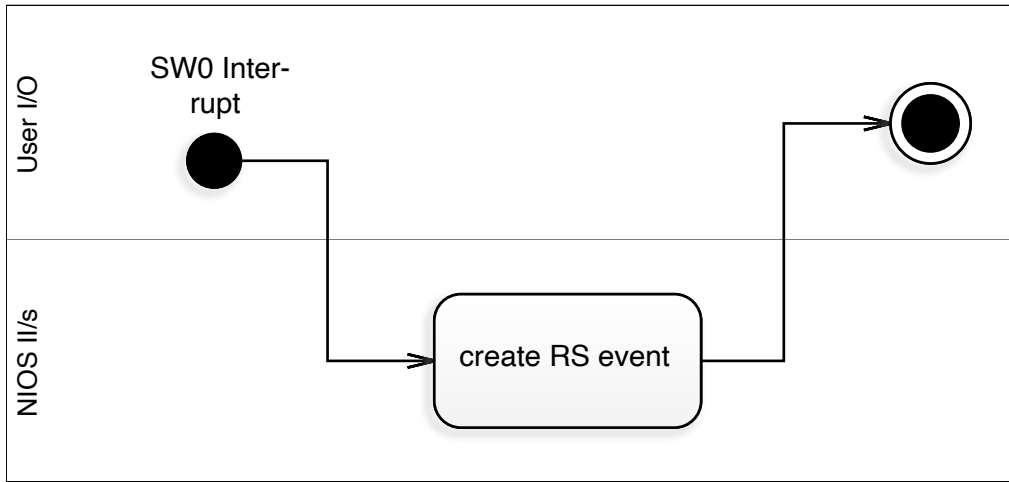 User I/O
SW0 Inter-
rupt
NIOS II/s
create RS event